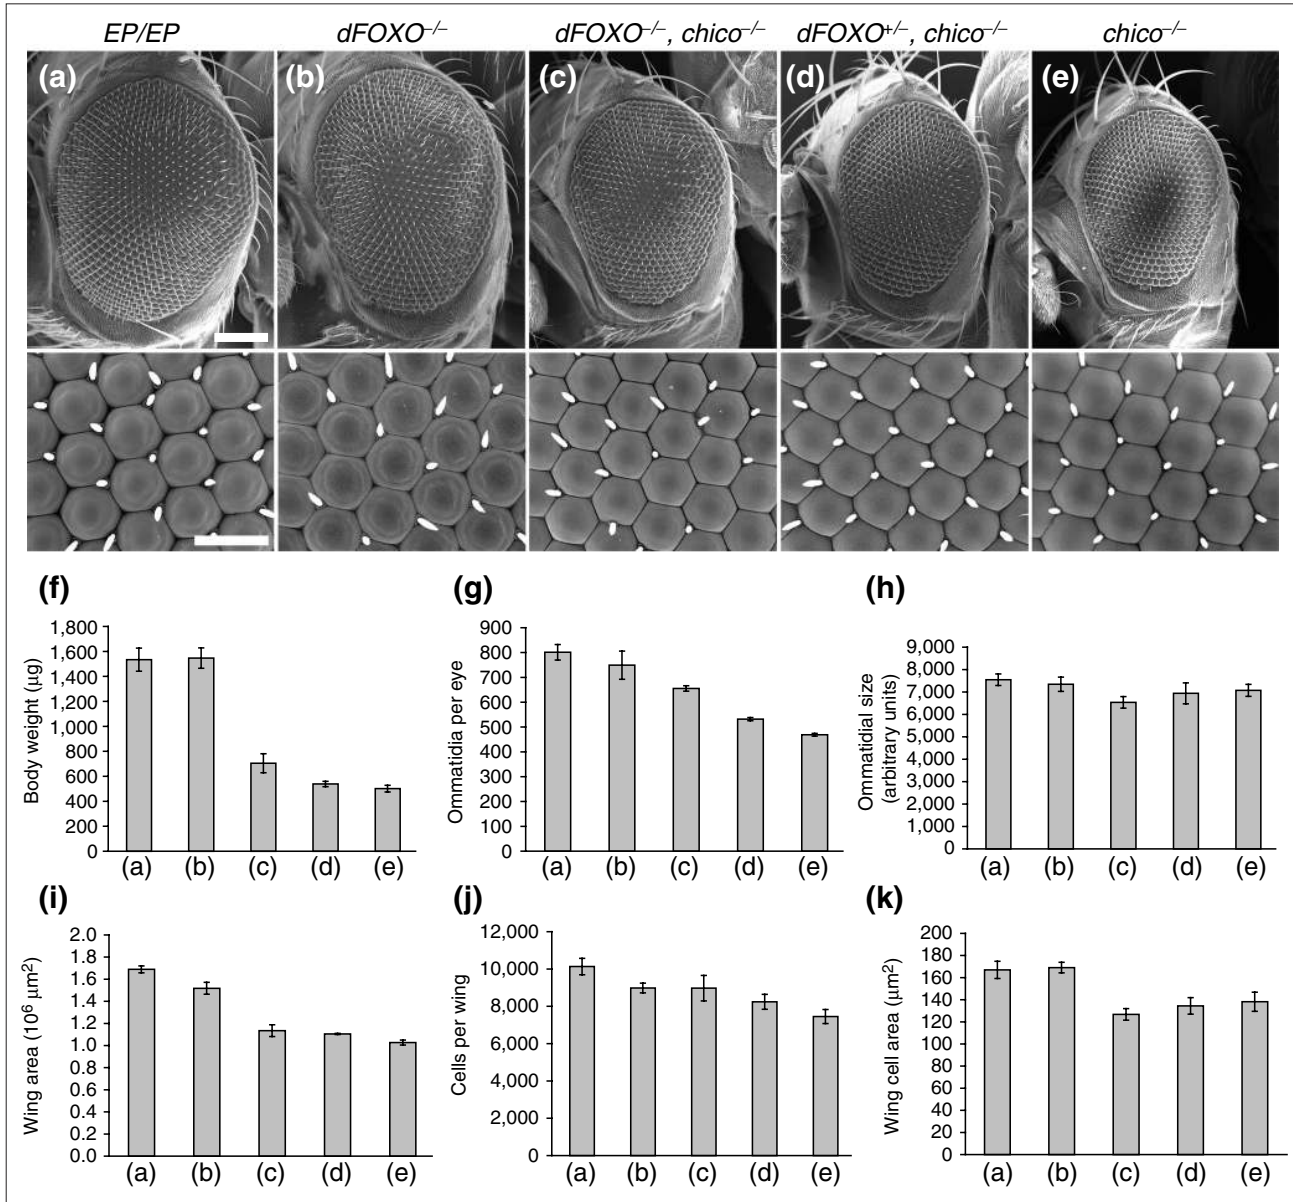 EP/EP dFOXO–/– dFOXO–/–, chico–/– dFOXO+/–, chico–/– chico–/–
(a) (b) (c) (d) (e)
(f)
Body weight (μg)
1,800
1,600
1,400
1,200
1,000
800
600
400
200
0
(a) (b) (c) (d) (e)
(g)
Ommatidia per eye
900
800
700
600
500
400
300
200
100
0
(a) (b) (c) (d) (e)
(h)
Ommatidial size
(arbitrary units)
9,000
8,000
7,000
6,000
5,000
4,000
3,000
2,000
1,000
0
(a) (b) (c) (d) (e)
(i)
Wing area (10⁶ μm²)
2.0
1.8
1.6
1.4
1.2
1.0
0.8
0.6
0.4
0.2
0.0
(a) (b) (c) (d) (e)
(j)
Cells per wing
12,000
10,000
8,000
6,000
4,000
2,000
0
(a) (b) (c) (d) (e)
(k)
Wing cell area (μm²)
200
180
160
140
120
100
80
60
40
20
0
(a) (b) (c) (d) (e)